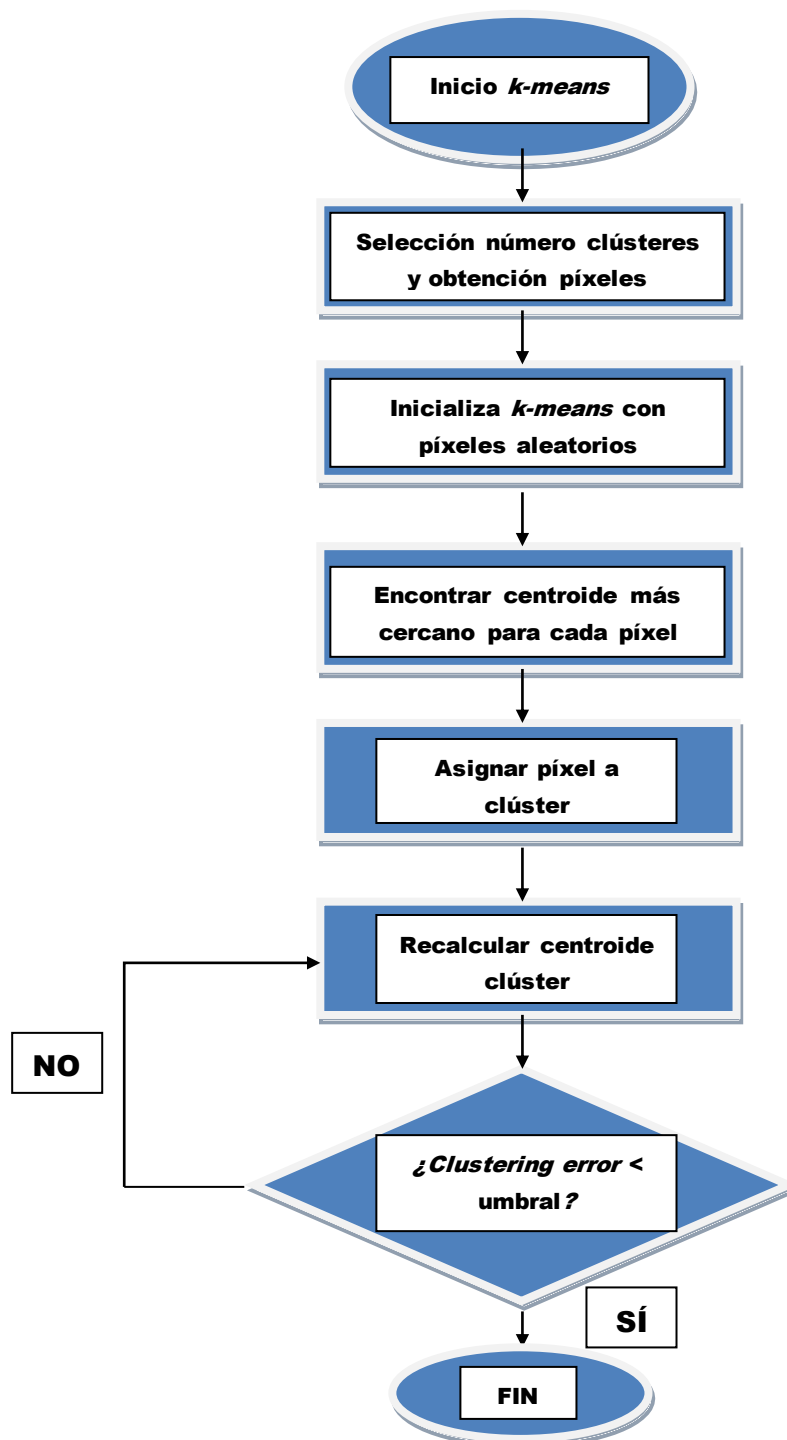 Inicio k-means
Selección número clústeres
y obtención píxeles
Inicializa k-means con
píxeles aleatorios
Encontrar centroide más
cercano para cada píxel
Asignar píxel a
clúster
Recalcular centroide
clúster
NO
¿Clustering error <
umbral?
SÍ
FIN